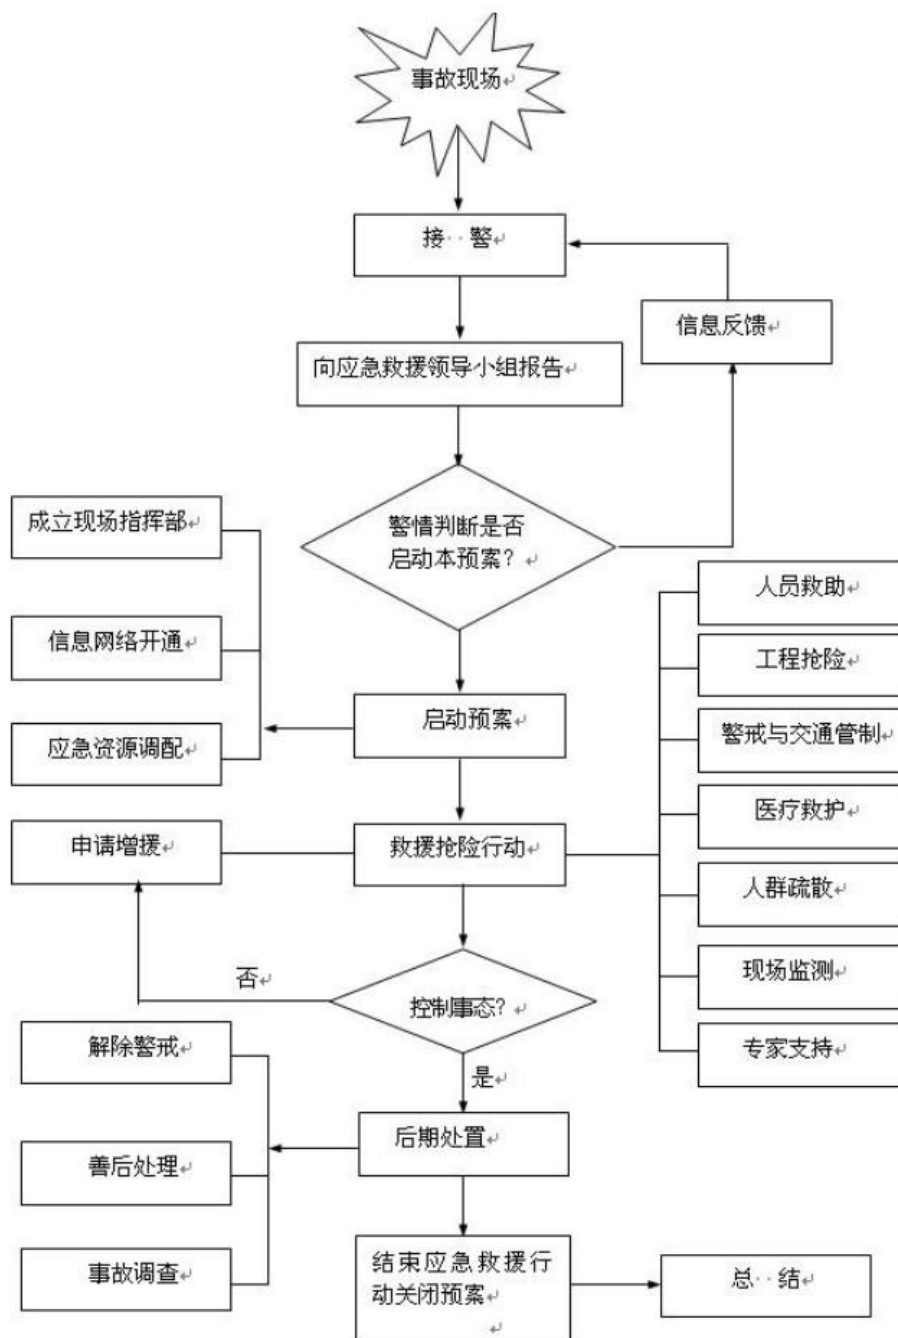 事故现场
接··警
信息反馈
向应急救援领导小组报告
警情判断是否
启动本预案？
成立现场指挥部
信息网络开通
应急资源调配
启动预案
人员救助
工程抢险
警戒与交通管制
医疗救护
人群疏散
现场监测
专家支持
申请增援
救援抢险行动
否
控制事态？
是
解除警戒
善后处理
事故调查
后期处置
结束应急救援行
动关闭预案
总··结